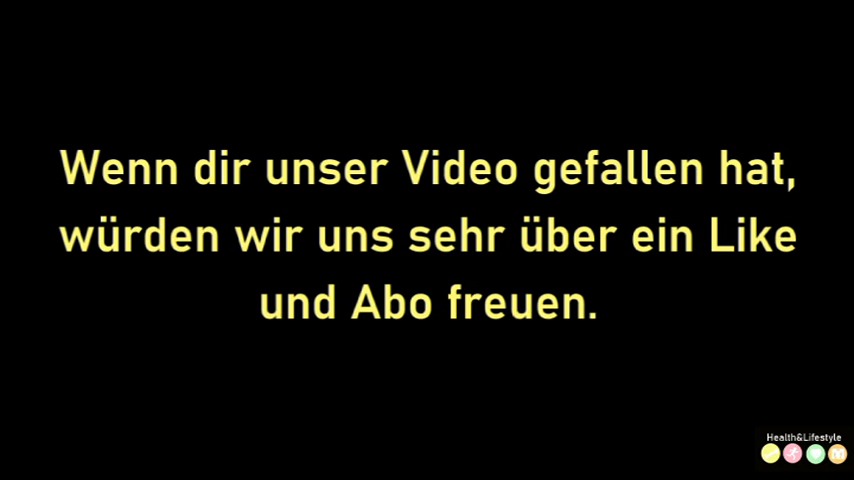 Wenn dir unser Video gefallen hat,
würden wir uns sehr über ein Like
und Abo freuen.
Health&Lifestyle